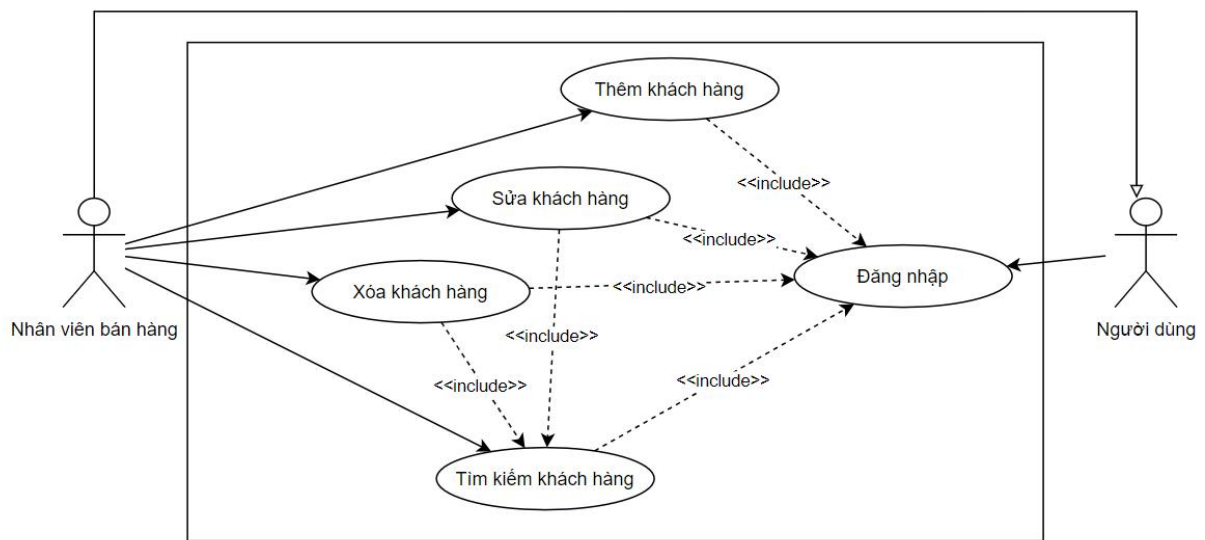 Thêm khách hàng
<<include>>
Sửa khách hàng
<<include>>
Đăng nhập
Xóa khách hàng
<<include>>
Nhân viên bán hàng
Người dùng
<<include>>
<<include>>
<<include>>
Tìm kiếm khách hàng